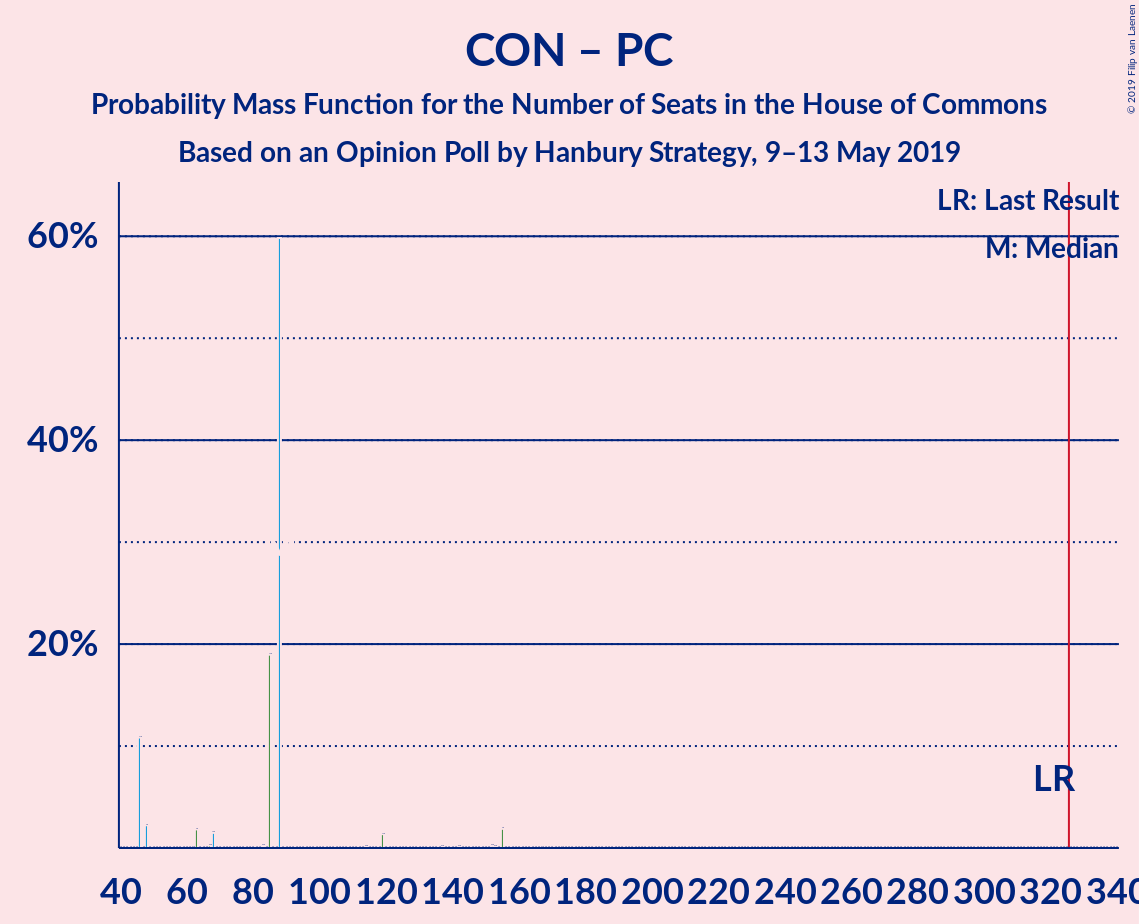 CON – PC
Probability Mass Function for the Number of Seats in the House of Commons
Based on an Opinion Poll by Hanbury Strategy, 9–13 May 2019
© 2019 Filip van Laenen
LR: Last Result
M: Median
60%
40%
20%
LR
40 60 80 100 120 140 160 180 200 220 240 260 280 300 320 340